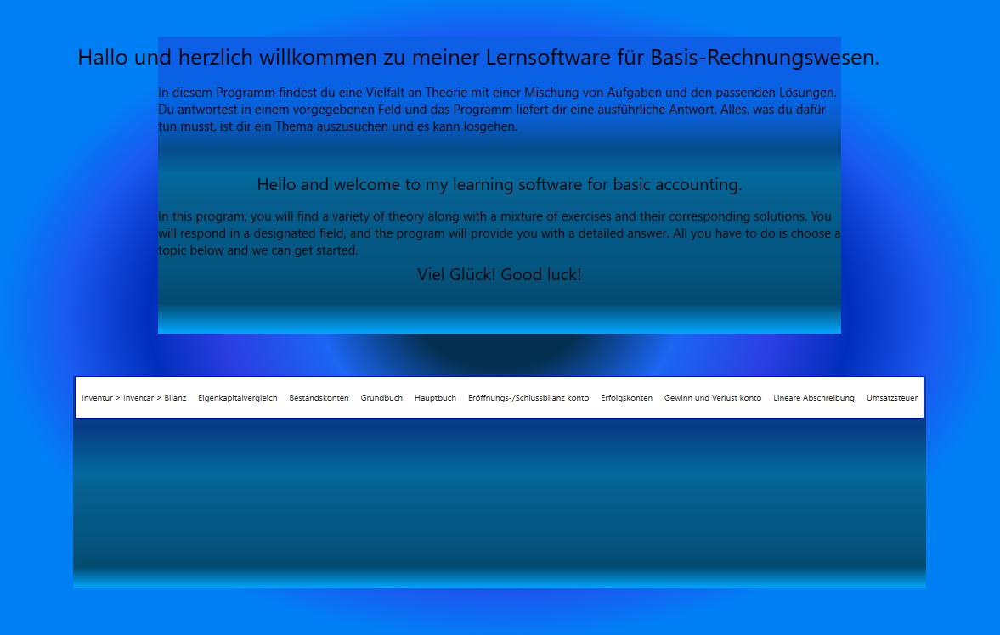 Hallo und herzlich willkommen zu meiner Lernsoftware für Basis-Rechnungswesen.
In diesem Programm findest du eine Vielfalt an Theorie mit einer Mischung von Aufgaben und den passenden Lösungen.
Du antwortest in einem vorgegebenen Feld und das Programm liefert dir eine ausführliche Antwort. Alles, was du dafür
tun musst, ist dir ein Thema auszusuchen und es kann losgehen.
Hello and welcome to my learning software for basic accounting.
In this program, you will find a variety of theory along with a mixture of exercises and their corresponding solutions. You
will respond in a designated field, and the program will provide you with a detailed answer. All you have to do is choose a
topic below and we can get started.
Viel Glück! Good luck!
Inventur > Inventar > Bilanz Eigenkapitalvergleich Bestandskonten Grundbuch Hauptbuch Eröffnungs-/Schlussbilanz konto Erfolgskonten Gewinn und Verlust konto Lineare Abschreibung Umsatzsteuer